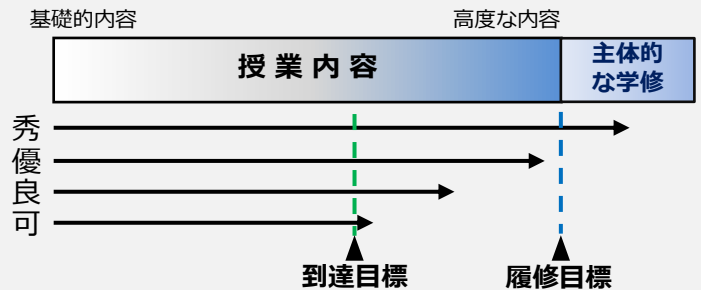 基礎的内容
高度な内容
授業内容
主体的
な学修
秀
優
良
可
到達目標
履修目標